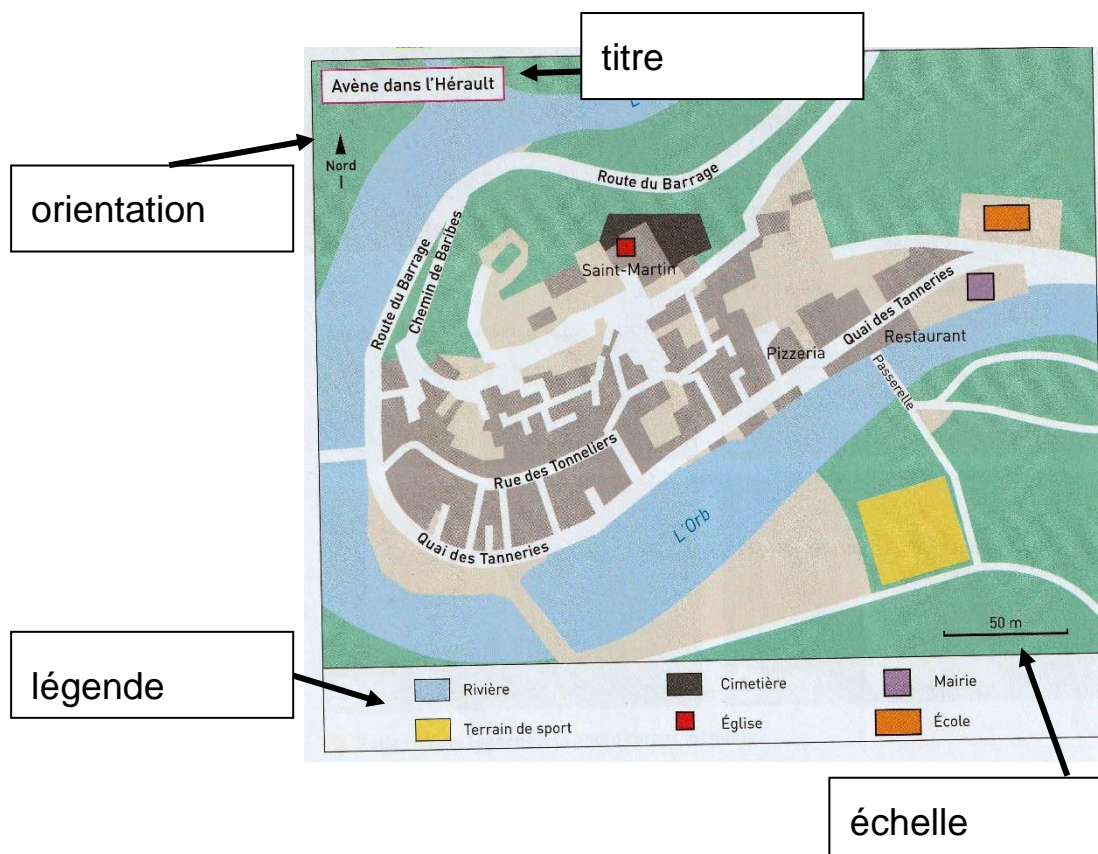 titre
Avène dans l'Hérault
L
Nord
orientation
Route du Barrage
Route du Barrage
Chemin de Baribes
Saint-Martin
Quai des Tanneries
Restaurant
Pizzeria
Passerelle
Rue des Tonneliers
L'Orb
Quai des Tanneries
50 m
légende
Rivière
Cimetière
Mairie
Terrain de sport
Église
École
échelle